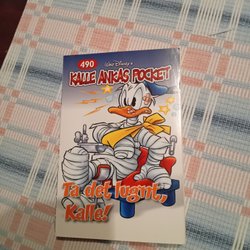 490
Walt Disney's
KALLE ANKAS POCKET
Ta det lugnt,
Kalle!